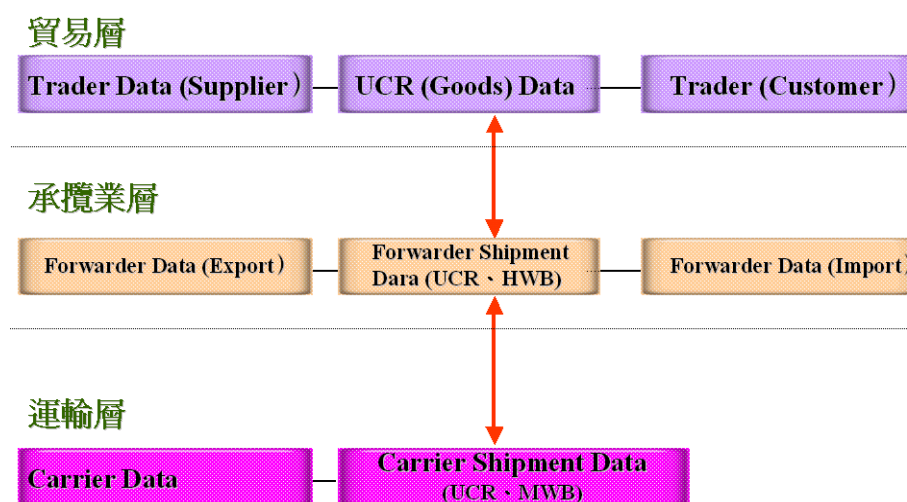 貿易層
Trader Data (Supplier)
UCR (Goods) Data
Trader (Customer)
承攬業層
Forwarder Data (Export)
Forwarder Shipment
Dara (UCR、HWB)
Forwarder Data (Import)
運輸層
Carrier Data
Carrier Shipment Data
(UCR、MWB)